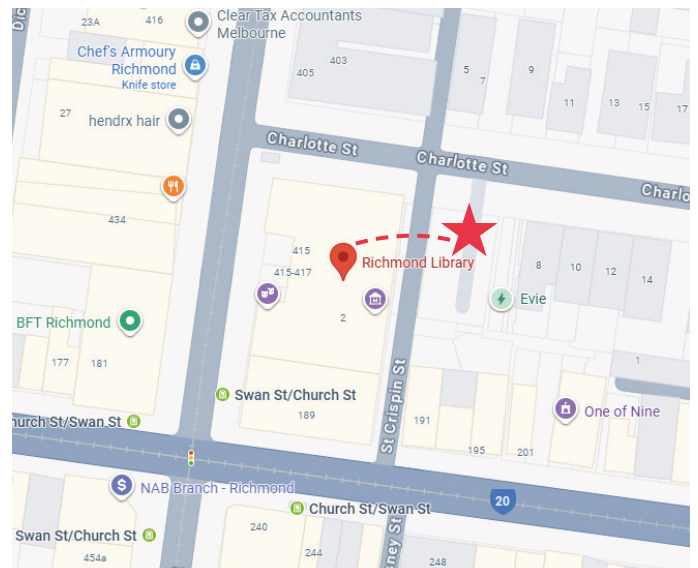 23A
416
Clear Tax Accountants
Melbourne
Chef's Armoury
Richmond
Knife store
403
405
5
7
9
11
13
15
17
27
hendrx hair
Charlotte St
Charlotte St
Charlo
434
415
415-417
Richmond Library
2
8
10
12
14
Evie
BFT Richmond
177
181
1
Swan St/Church St
189
St Crispin St
191
195
201
One of Nine
hurch St/Swan St
20
NAB Branch - Richmond
Church St/Swan St
Swan St/Church St
454a
240
244
ney St
248